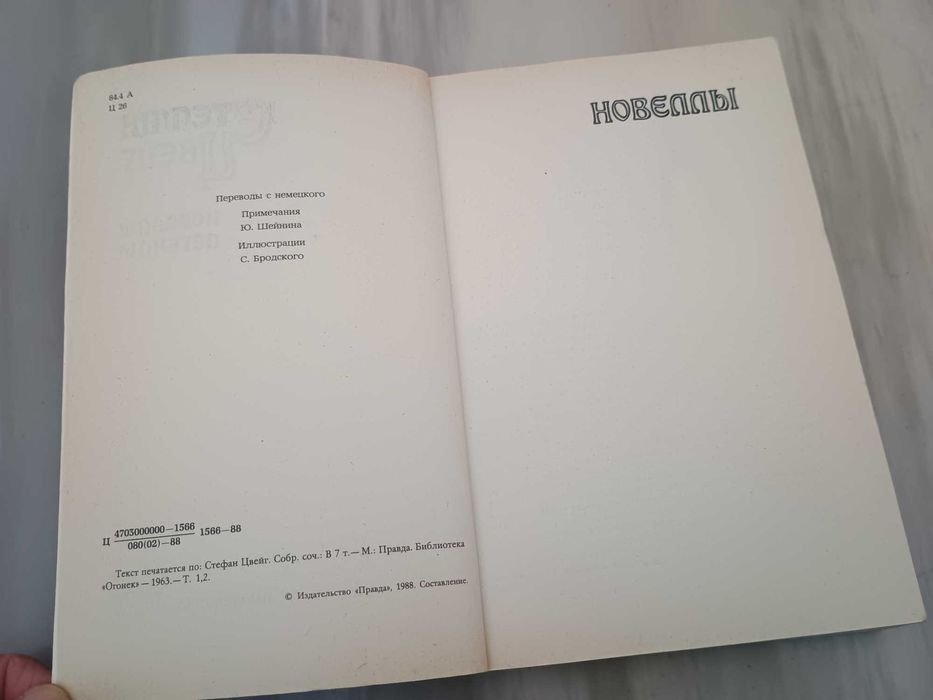 84.4 А
Ц 26
Переводы с немецкого
Примечания
Ю. Шейнина
Иллюстрации
С. Бродского
Ц 4703000000—1566 1566—88
080(02)—88
Текст печатается по: Стефан Цвейг. Собр. соч.: В 7 т.— М.: Правда. Библиотека
«Огонек» — 1963.— Т. 1,2.
© Издательство «Правда», 1988. Составление.
НОВЕЛЛЫ